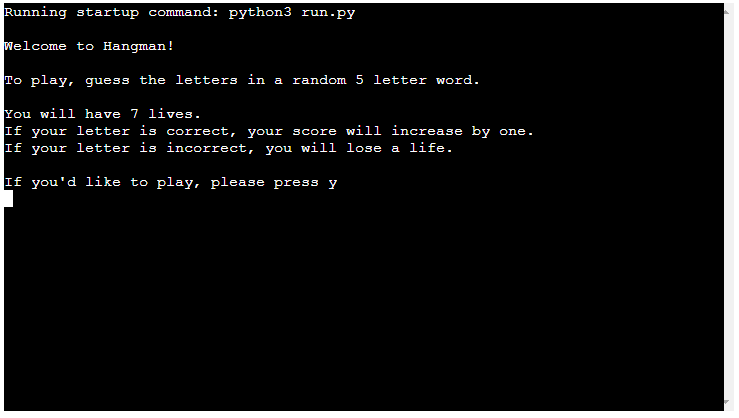 Running startup command: python3 run.py
Welcome to Hangman!
To play, guess the letters in a random 5 letter word.
You will have 7 lives.
If your letter is correct, your score will increase by one.
If your letter is incorrect, you will lose a life.
If you'd like to play, please press y